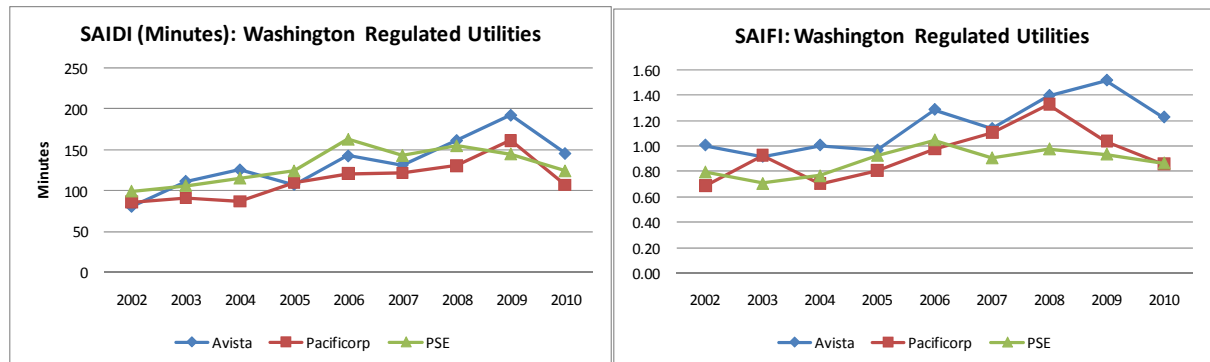 SAIDI (Minutes): Washington Regulated Utilities
250
200
150
100
50
0
Minutes
2002 2003 2004 2005 2006 2007 2008 2009 2010
Avista Pacificorp PSE
SAIFI: Washington Regulated Utilities
1.60
1.40
1.20
1.00
0.80
0.60
0.40
0.20
0.00
2002 2003 2004 2005 2006 2007 2008 2009 2010
Avista Pacificorp PSE